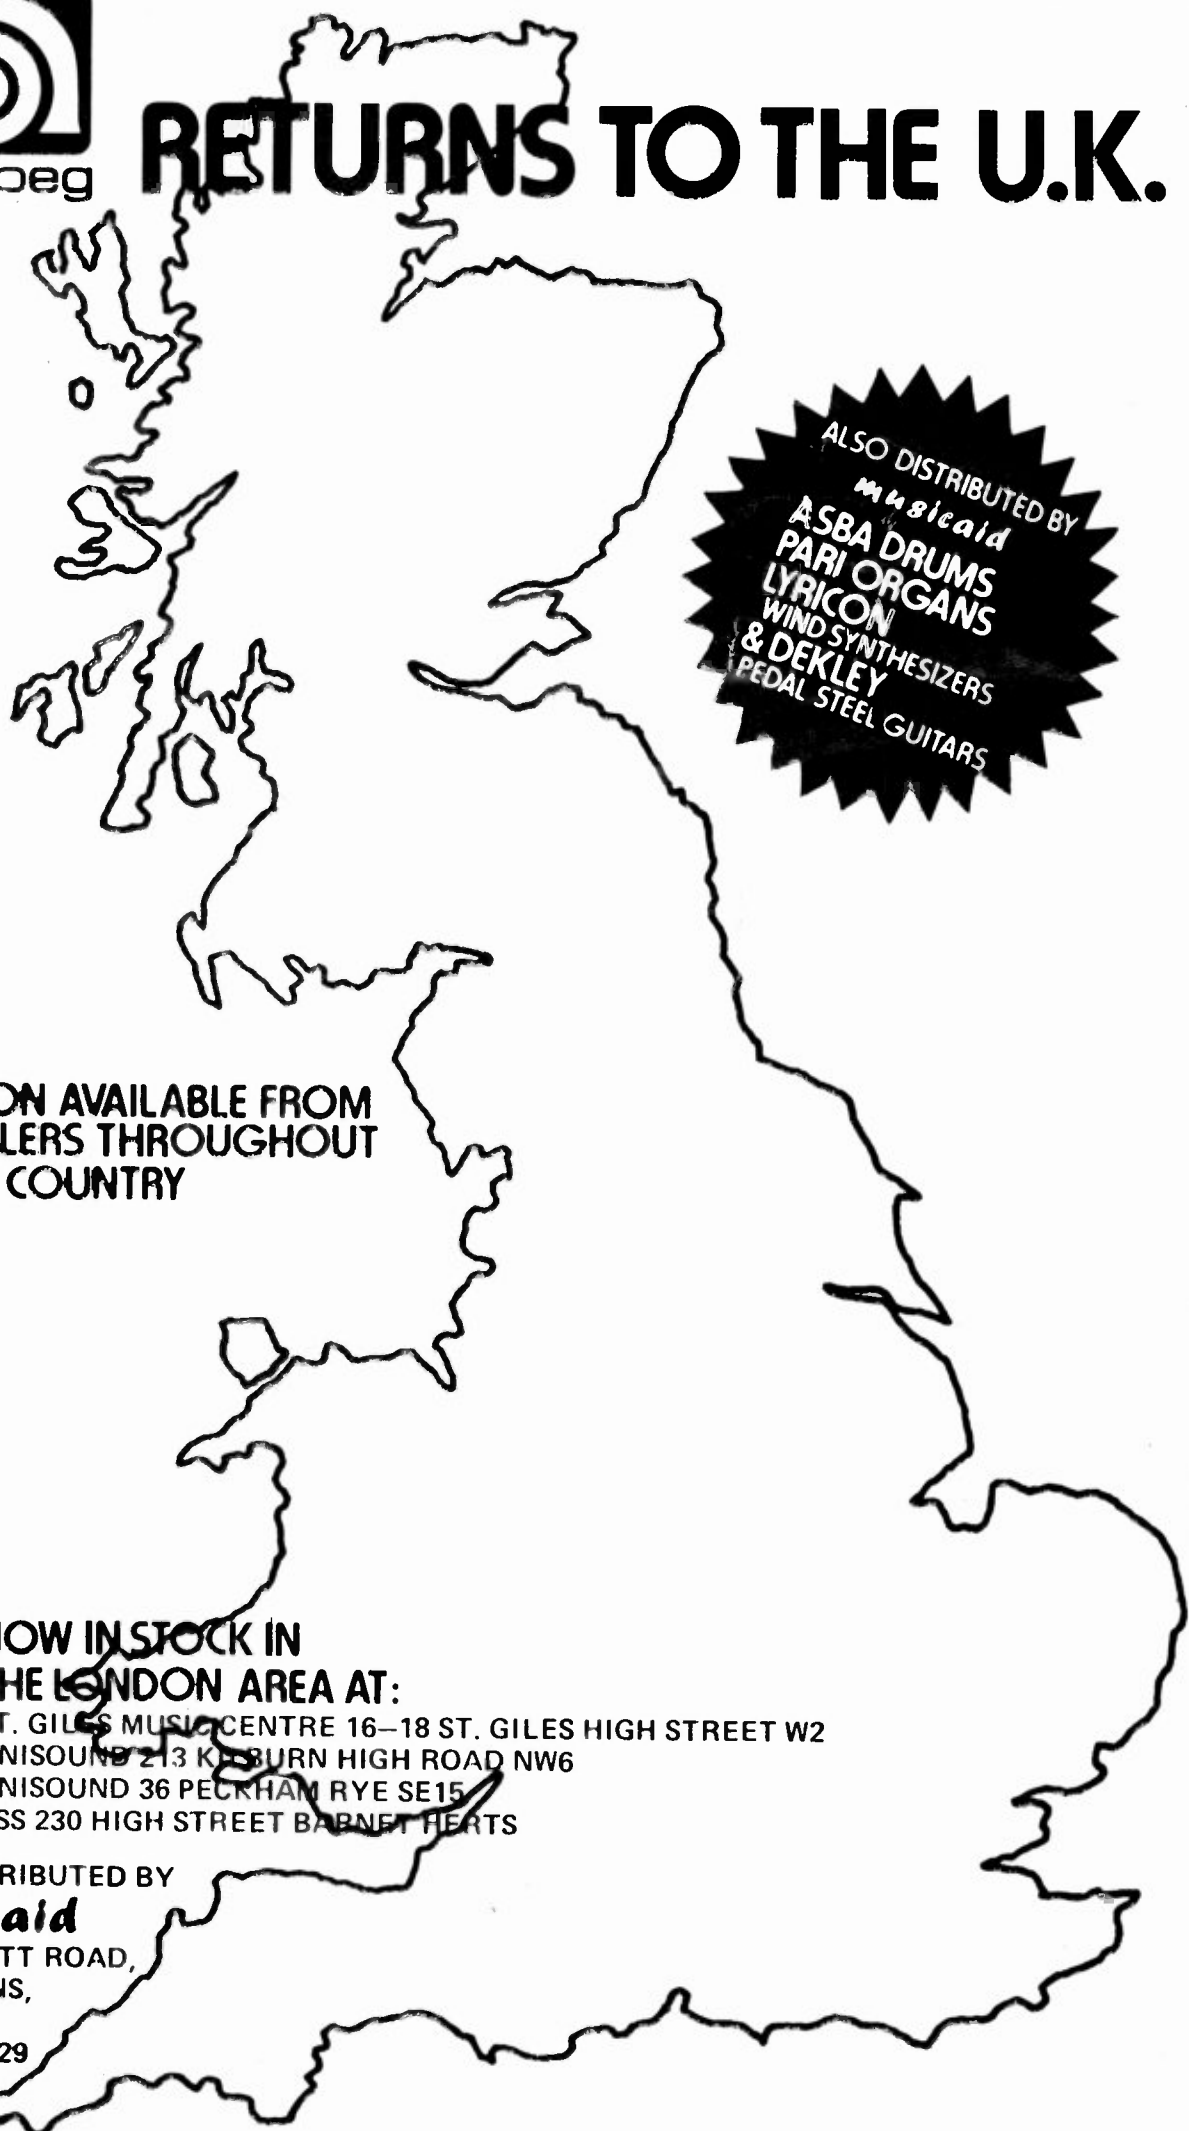 peg
RETURNS TO THE U.K.
ALSO DISTRIBUTED BY
musicaid
ASBA DRUMS
PARI ORGANS
LYRICON
WIND SYNTHESIZERS
& DEKLEY
PEDAL STEEL GUITARS
ON AVAILABLE FROM
LERS THROUGHOUT
COUNTRY
OW IN STOCK IN
HE LONDON AREA AT:
T. GILES MUSIC CENTRE 16–18 ST. GILES HIGH STREET W2
NISOUND 213 KILBURN HIGH ROAD NW6
NISOUND 36 PECKHAM RYE SE15
SS 230 HIGH STREET BARNET HERTS
RIBUTED BY
aid
TT ROAD,
NS,
29